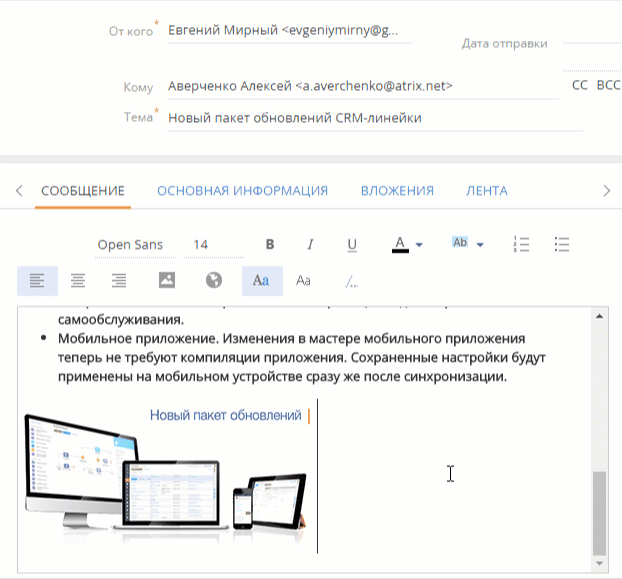 От кого*
Евгений Мирный <evgeniymirny@g...
Дата отправки
Кому
Аверченко Алексей <a.averchenko@atrix.net>
CC BCC
Тема*
Новый пакет обновлений CRM-линейки
СООБЩЕНИЕ ОСНОВНАЯ ИНФОРМАЦИЯ ВЛОЖЕНИЯ ЛЕНТА
Open Sans 14 B I U A Ab
Aa Aa
самообслуживания.
• Мобильное приложение. Изменения в мастере мобильного приложения
теперь не требуют компиляции приложения. Сохраненные настройки будут
применены на мобильном устройстве сразу же после синхронизации.
Новый пакет обновлений